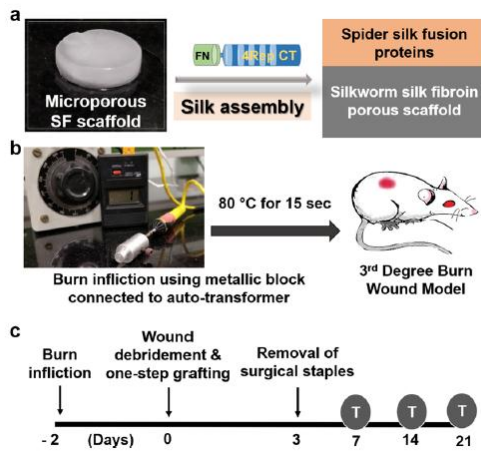 a
FN 4Rep CT
Microporous
SF scaffold
Silk assembly
Spider silk fusion
proteins
Silkworm silk fibroin
porous scaffold
b
80 °C for 15 sec
Burn infliction using metallic block
connected to auto-transformer
3rd Degree Burn
Wound Model
c
Burn
infliction
Wound
debridement &
one-step grafting
Removal of
surgical staples
T T T
- 2 (Days) 0 3 7 14 21